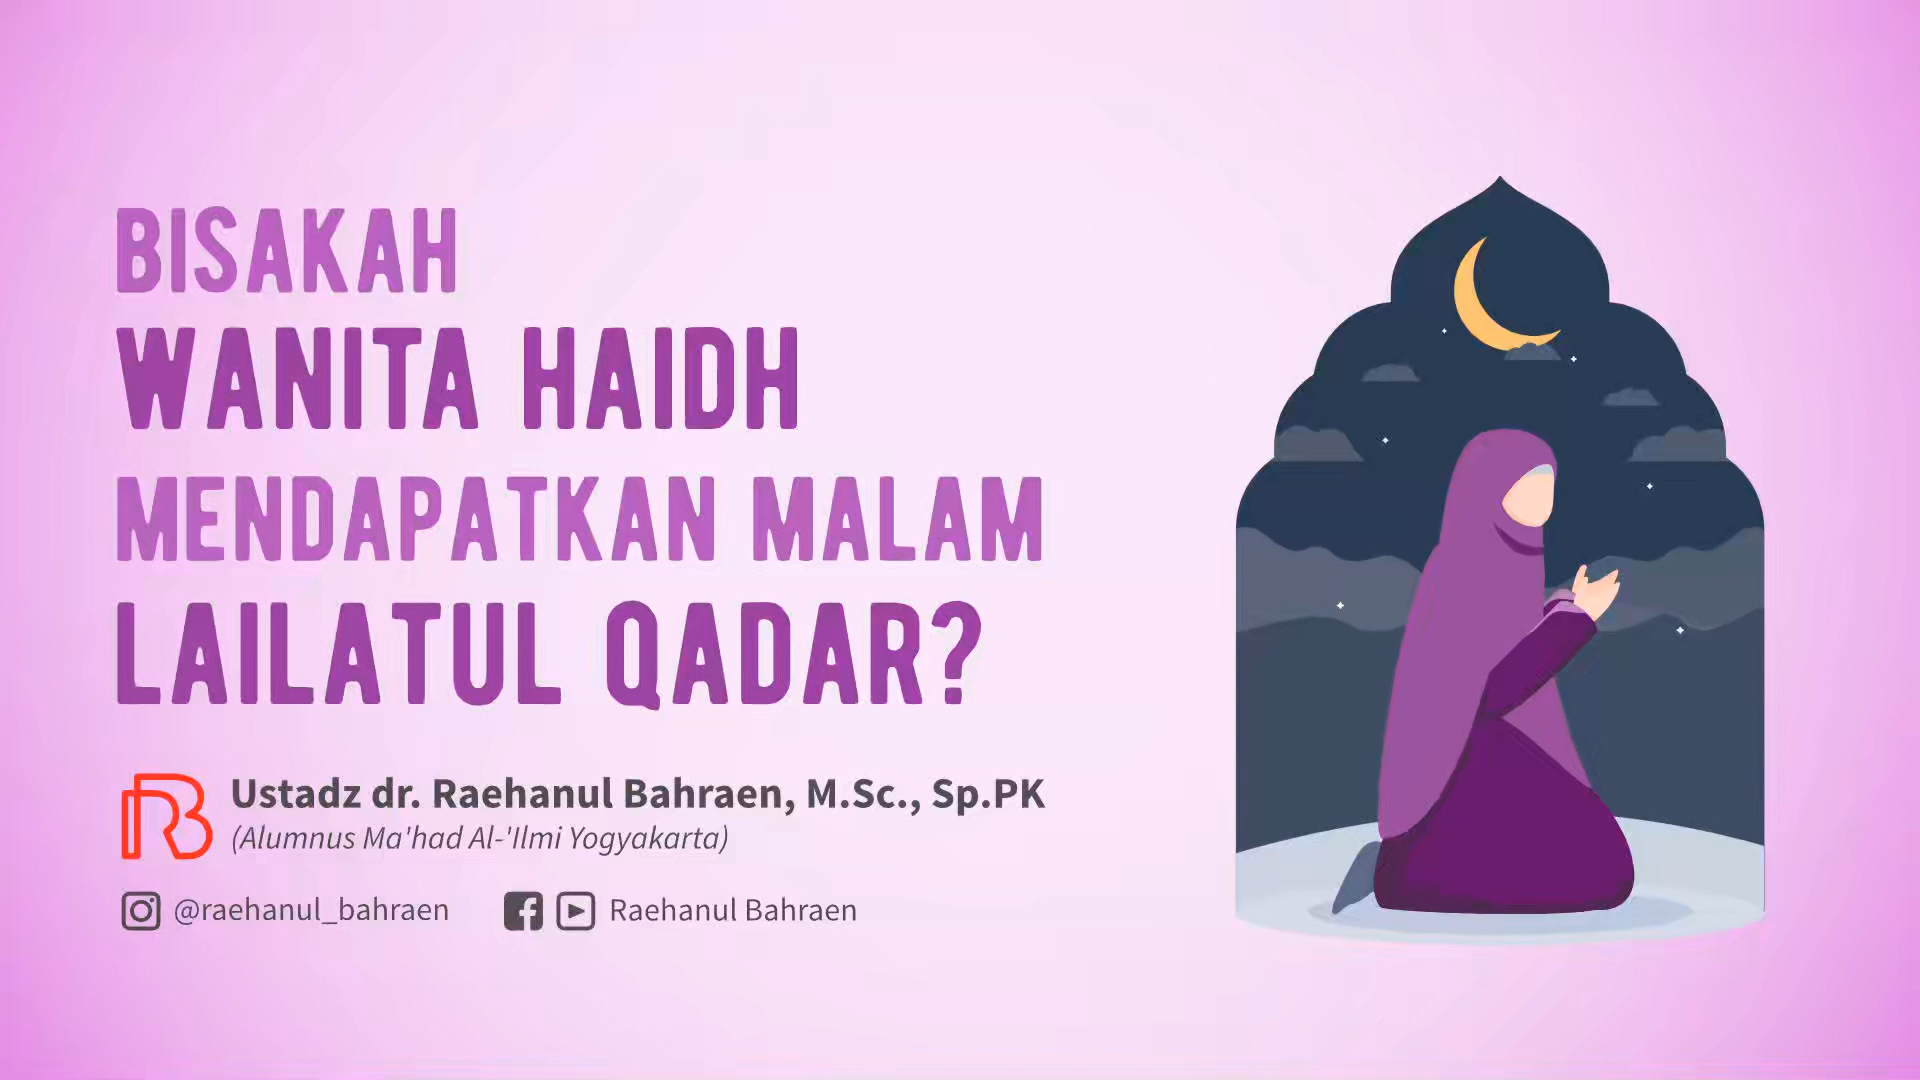 BISAKAH
WANITA HAIDH
MENDAPATKAN MALAM
LAILATUL QADAR?
Ustadz dr. Raehanul Bahraen, M.Sc., Sp.PK
(Alumnus Ma'had Al-'Ilmi Yogyakarta)
@raehanul_bahraen Raehanul Bahraen